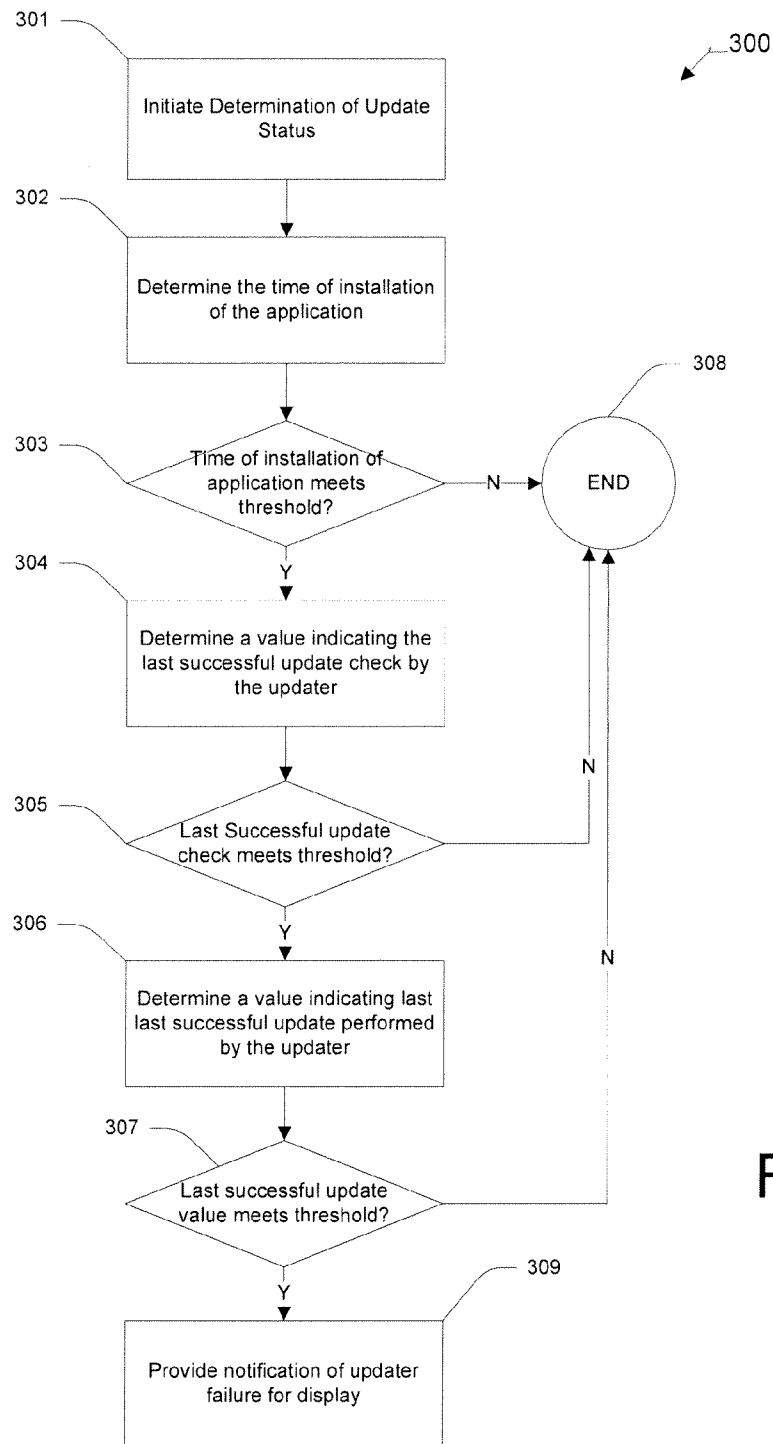 301
300
Initiate Determination of Update
Status
302
Determine the time of installation
of the application
308
303
Time of installation of
application meets
threshold?
N
END
Y
304
Determine a value indicating the
last successful update check by
the updater
N
305
Last Successful update
check meets threshold?
Y
306
N
Determine a value indicating last
last successful update performed
by the updater
307
Last successful update
value meets threshold?
F
Y
309
Provide notification of updater
failure for display